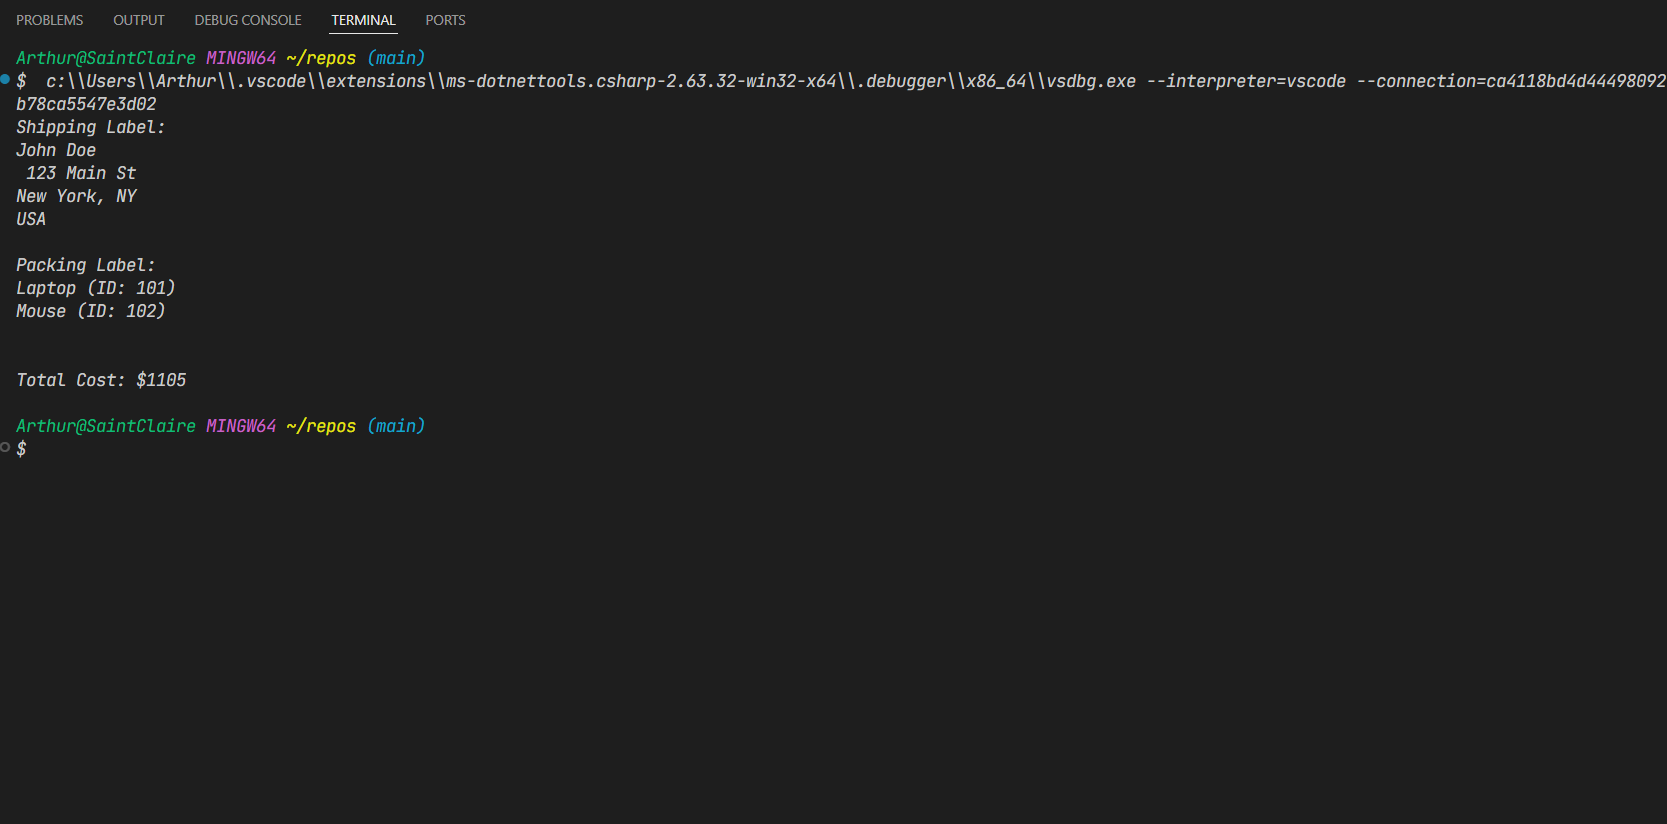 PROBLEMS OUTPUT DEBUG CONSOLE TERMINAL PORTS
Arthur@SaintClaire MINGW64 ~/repos (main)
$  c:\\Users\\Arthur\\.vscode\\extensions\\ms-dotnettools.csharp-2.63.32-win32-x64\\.debugger\\x86_64\\vsdbg.exe --interpreter=vscode --connection=ca4118bd4d44498092
b78ca5547e3d02
Shipping Label:
John Doe
 123 Main St
New York, NY
USA
Packing Label:
Laptop (ID: 101)
Mouse (ID: 102)
Total Cost: $1105
Arthur@SaintClaire MINGW64 ~/repos (main)
$